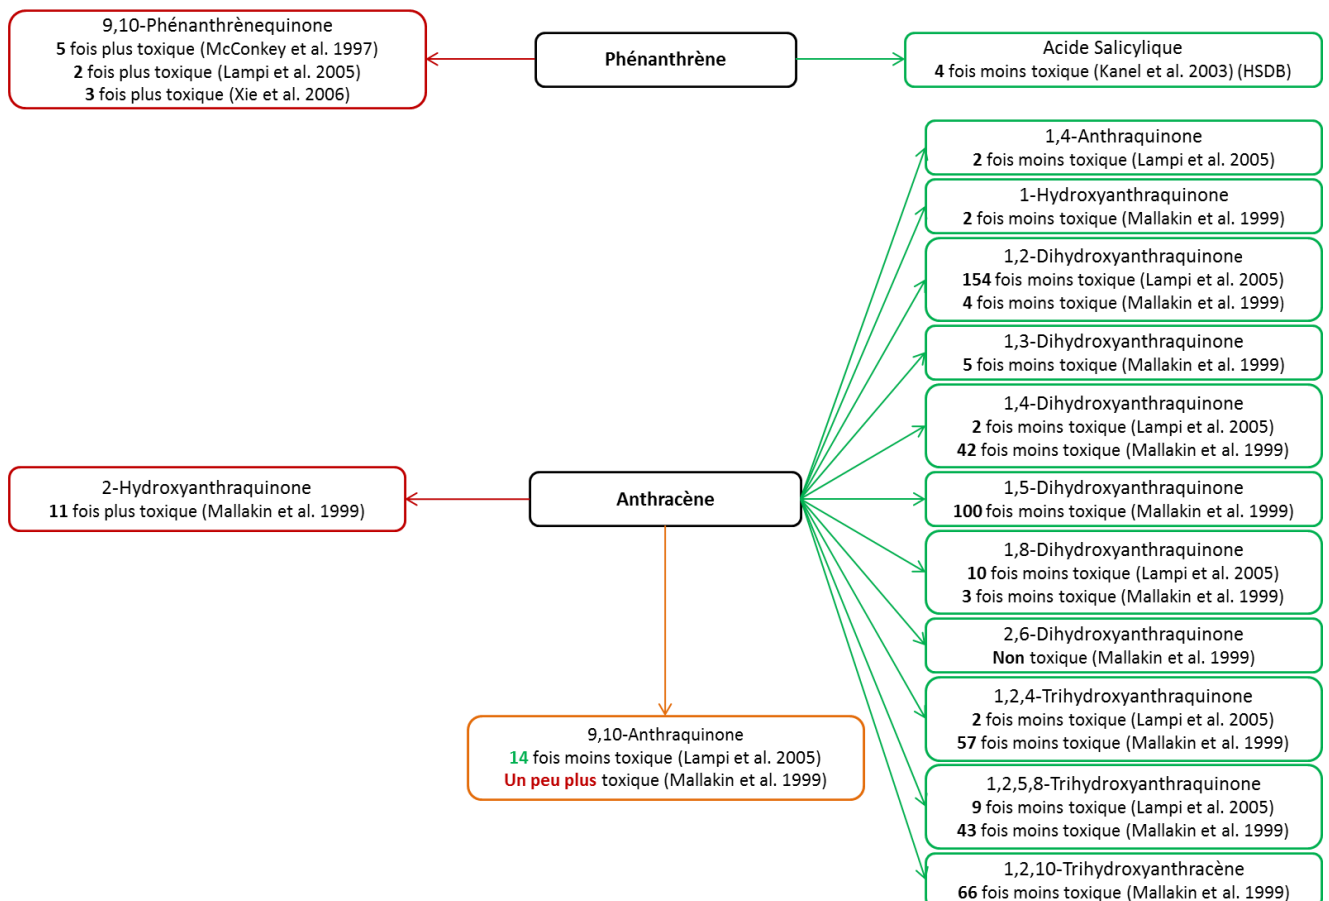 9,10-Phénanthrènequinone
5 fois plus toxique (McConkey et al. 1997)
2 fois plus toxique (Lampi et al. 2005)
3 fois plus toxique (Xie et al. 2006)
Phénanthrène
Acide Salicylique
4 fois moins toxique (Kanel et al. 2003) (HSDB)
1,4-Anthraquinone
2 fois moins toxique (Lampi et al. 2005)
1-Hydroxyanthraquinone
2 fois moins toxique (Mallakin et al. 1999)
1,2-Dihydroxyanthraquinone
154 fois moins toxique (Lampi et al. 2005)
4 fois moins toxique (Mallakin et al. 1999)
1,3-Dihydroxyanthraquinone
5 fois moins toxique (Mallakin et al. 1999)
1,4-Dihydroxyanthraquinone
2 fois moins toxique (Lampi et al. 2005)
42 fois moins toxique (Mallakin et al. 1999)
2-Hydroxyanthraquinone
11 fois plus toxique (Mallakin et al. 1999)
Anthracène
1,5-Dihydroxyanthraquinone
100 fois moins toxique (Mallakin et al. 1999)
1,8-Dihydroxyanthraquinone
10 fois moins toxique (Lampi et al. 2005)
3 fois moins toxique (Mallakin et al. 1999)
2,6-Dihydroxyanthraquinone
Non toxique (Mallakin et al. 1999)
1,2,4-Trihydroxyanthraquinone
2 fois moins toxique (Lampi et al. 2005)
57 fois moins toxique (Mallakin et al. 1999)
9,10-Anthraquinone
14 fois moins toxique (Lampi et al. 2005)
Un peu plus toxique (Mallakin et al. 1999)
1,2,5,8-Trihydroxyanthraquinone
9 fois moins toxique (Lampi et al. 2005)
43 fois moins toxique (Mallakin et al. 1999)
1,2,10-Trihydroxyanthracène
66 fois moins toxique (Mallakin et al. 1999)